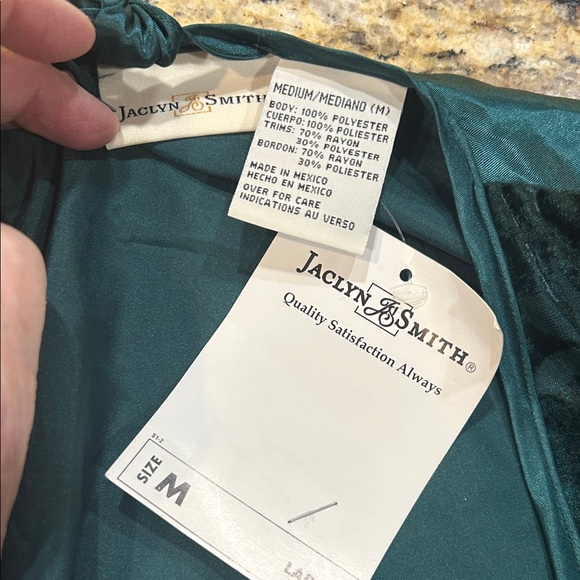 JACLYN SMITH
MEDIUM/MEDIANO (M)
BODY: 100% POLYESTER
CUERPO: 100% POLIESTER
TRIMS: 70% RAYON
30% POLYESTER
BORDON: 70% RAYON
30% POLIESTER
MADE IN MEXICO
HECHO EN MEXICO
OVER FOR CARE
INDICATIONS AU VERSO
JACLYN JS SMITH®
Quality Satisfaction Always
51-2
SIZE
M